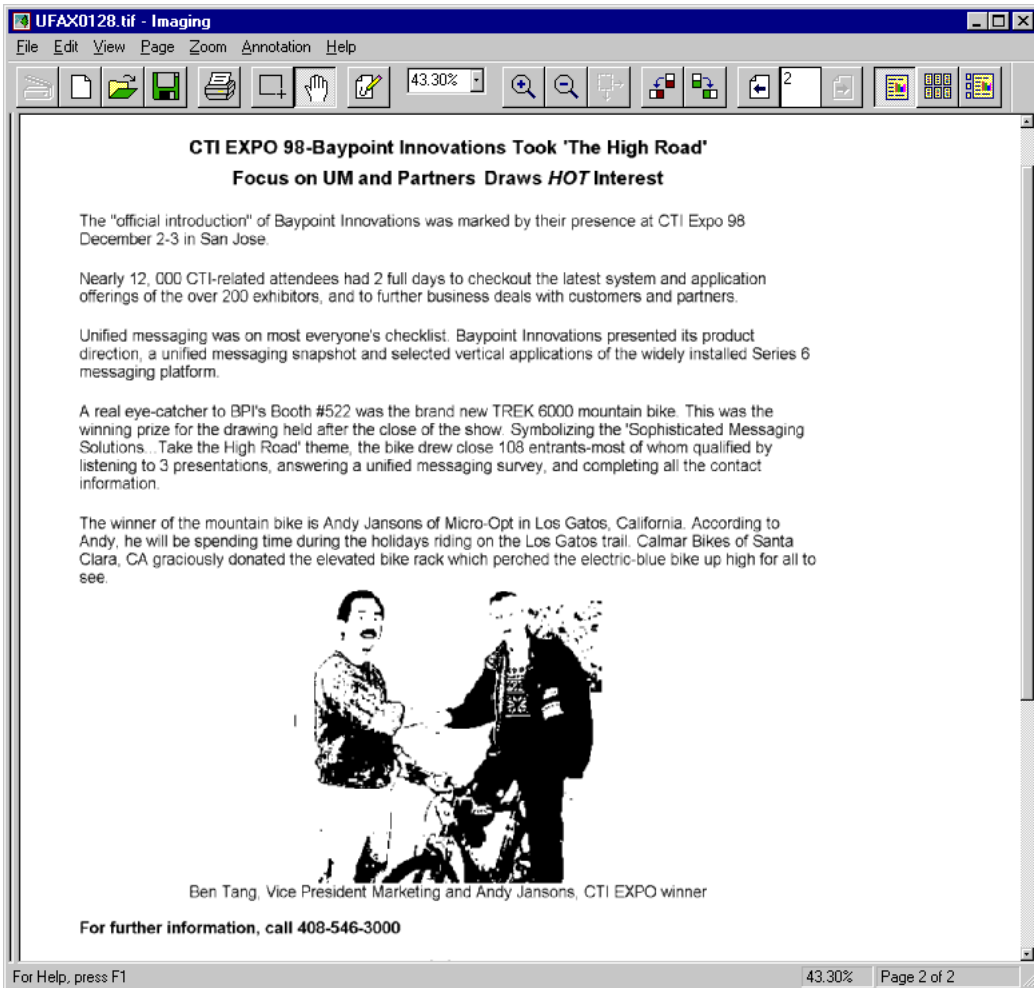 UFAX0128.tif - Imaging
File Edit View Page Zoom Annotation Help
43.30% 2
CTI EXPO 98-Baypoint Innovations Took 'The High Road'
Focus on UM and Partners Draws HOT Interest
The "official introduction" of Baypoint Innovations was marked by their presence at CTI Expo 98
December 2-3 in San Jose.
Nearly 12, 000 CTI-related attendees had 2 full days to checkout the latest system and application
offerings of the over 200 exhibitors, and to further business deals with customers and partners.
Unified messaging was on most everyone's checklist. Baypoint Innovations presented its product
direction, a unified messaging snapshot and selected vertical applications of the widely installed Series 6
messaging platform.
A real eye-catcher to BPI's Booth #522 was the brand new TREK 6000 mountain bike. This was the
winning prize for the drawing held after the close of the show. Symbolizing the 'Sophisticated Messaging
Solutions...Take the High Road' theme, the bike drew close 108 entrants-most of whom qualified by
listening to 3 presentations, answering a unified messaging survey, and completing all the contact
information.
The winner of the mountain bike is Andy Jansons of Micro-Opt in Los Gatos, California. According to
Andy, he will be spending time during the holidays riding on the Los Gatos trail. Calmar Bikes of Santa
Clara, CA graciously donated the elevated bike rack which perched the electric-blue bike up high for all to
see.
Ben Tang, Vice President Marketing and Andy Jansons, CTI EXPO winner
For further information, call 408-546-3000
For Help, press F1 43.30% Page 2 of 2